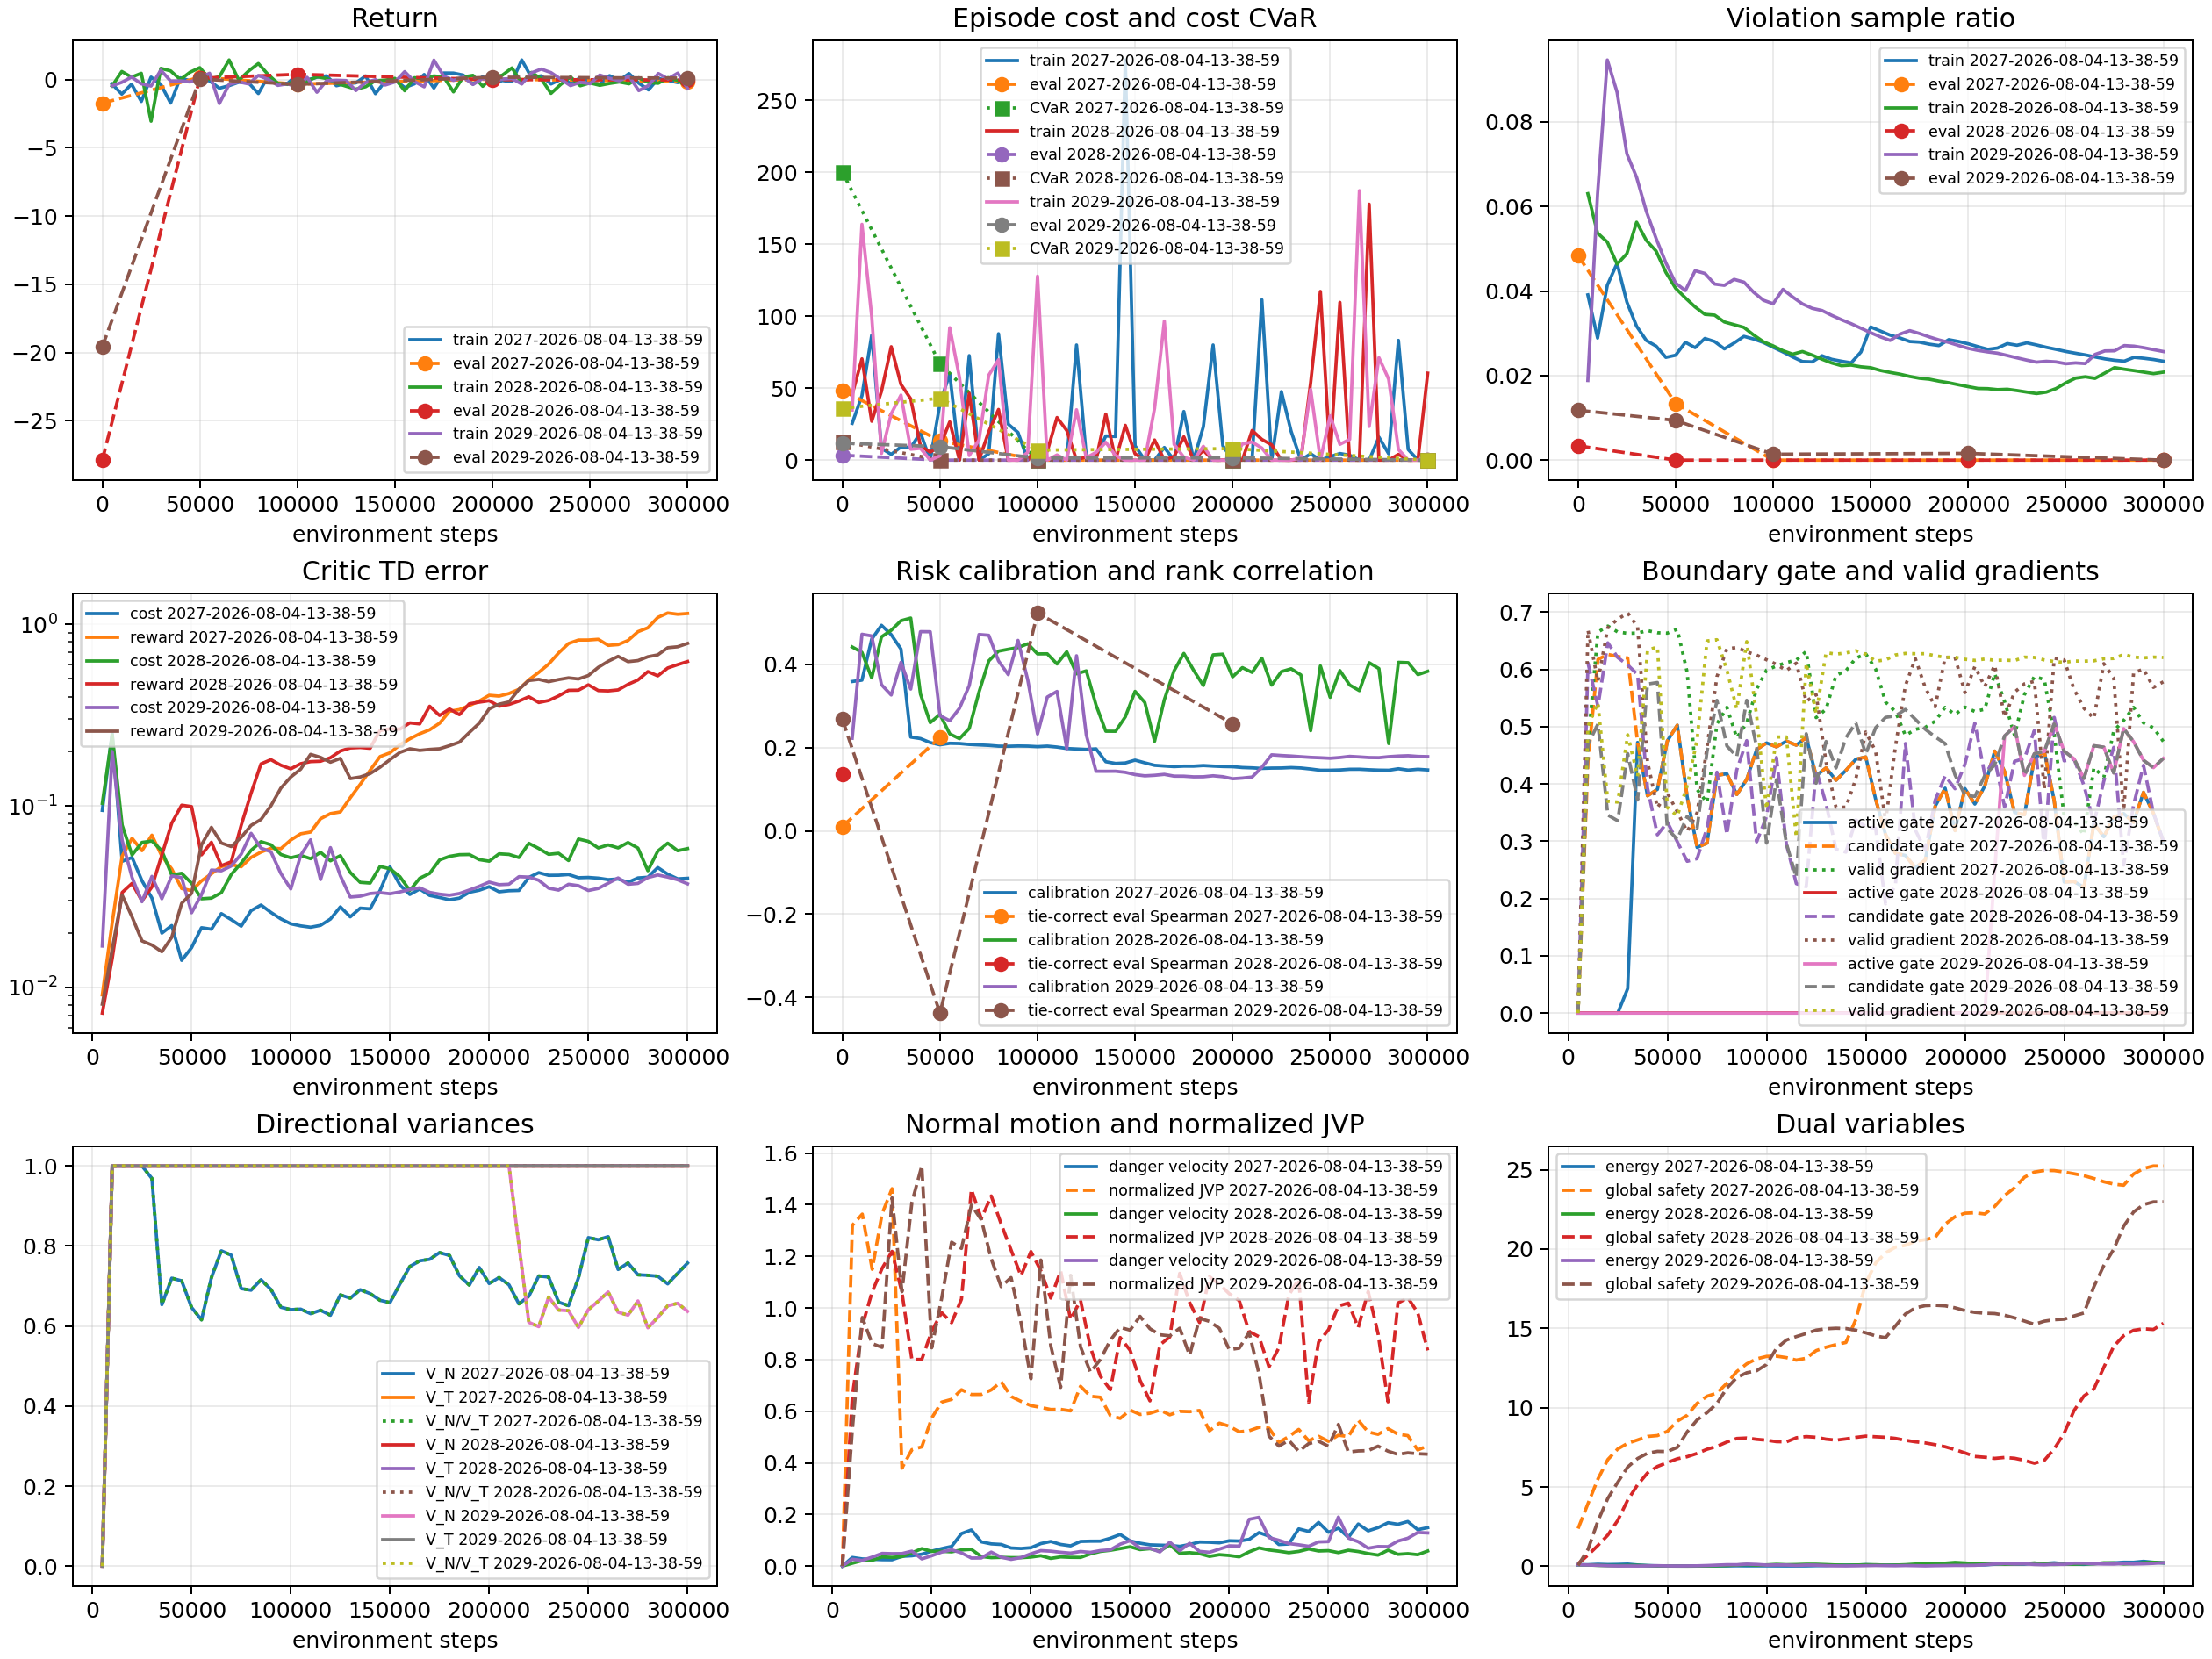 Return
0
−5
−10
−15
−20
−25
train 2027-2026-08-04-13-38-59
eval 2027-2026-08-04-13-38-59
train 2028-2026-08-04-13-38-59
eval 2028-2026-08-04-13-38-59
train 2029-2026-08-04-13-38-59
eval 2029-2026-08-04-13-38-59
0 50000 100000 150000 200000 250000 300000
environment steps
Episode cost and cost CVaR
250
200
150
100
50
0
train 2027-2026-08-04-13-38-59
eval 2027-2026-08-04-13-38-59
CVaR 2027-2026-08-04-13-38-59
train 2028-2026-08-04-13-38-59
eval 2028-2026-08-04-13-38-59
CVaR 2028-2026-08-04-13-38-59
train 2029-2026-08-04-13-38-59
eval 2029-2026-08-04-13-38-59
CVaR 2029-2026-08-04-13-38-59
0 50000 100000 150000 200000 250000 300000
environment steps
Violation sample ratio
0.08
0.06
0.04
0.02
0.00
train 2027-2026-08-04-13-38-59
eval 2027-2026-08-04-13-38-59
train 2028-2026-08-04-13-38-59
eval 2028-2026-08-04-13-38-59
train 2029-2026-08-04-13-38-59
eval 2029-2026-08-04-13-38-59
0 50000 100000 150000 200000 250000 300000
environment steps
Critic TD error
10⁰
10⁻¹
10⁻²
cost 2027-2026-08-04-13-38-59
reward 2027-2026-08-04-13-38-59
cost 2028-2026-08-04-13-38-59
reward 2028-2026-08-04-13-38-59
cost 2029-2026-08-04-13-38-59
reward 2029-2026-08-04-13-38-59
0 50000 100000 150000 200000 250000 300000
environment steps
Risk calibration and rank correlation
0.4
0.2
0.0
−0.2
−0.4
calibration 2027-2026-08-04-13-38-59
tie-correct eval Spearman 2027-2026-08-04-13-38-59
calibration 2028-2026-08-04-13-38-59
tie-correct eval Spearman 2028-2026-08-04-13-38-59
calibration 2029-2026-08-04-13-38-59
tie-correct eval Spearman 2029-2026-08-04-13-38-59
0 50000 100000 150000 200000 250000 300000
environment steps
Boundary gate and valid gradients
0.7
0.6
0.5
0.4
0.3
0.2
0.1
0.0
active gate 2027-2026-08-04-13-38-59
candidate gate 2027-2026-08-04-13-38-59
valid gradient 2027-2026-08-04-13-38-59
active gate 2028-2026-08-04-13-38-59
candidate gate 2028-2026-08-04-13-38-59
valid gradient 2028-2026-08-04-13-38-59
active gate 2029-2026-08-04-13-38-59
candidate gate 2029-2026-08-04-13-38-59
valid gradient 2029-2026-08-04-13-38-59
0 50000 100000 150000 200000 250000 300000
environment steps
Directional variances
1.0
0.8
0.6
0.4
0.2
0.0
V_N 2027-2026-08-04-13-38-59
V_T 2027-2026-08-04-13-38-59
V_N/V_T 2027-2026-08-04-13-38-59
V_N 2028-2026-08-04-13-38-59
V_T 2028-2026-08-04-13-38-59
V_N/V_T 2028-2026-08-04-13-38-59
V_N 2029-2026-08-04-13-38-59
V_T 2029-2026-08-04-13-38-59
V_N/V_T 2029-2026-08-04-13-38-59
0 50000 100000 150000 200000 250000 300000
environment steps
Normal motion and normalized JVP
1.6
1.4
1.2
1.0
0.8
0.6
0.4
0.2
0.0
danger velocity 2027-2026-08-04-13-38-59
normalized JVP 2027-2026-08-04-13-38-59
danger velocity 2028-2026-08-04-13-38-59
normalized JVP 2028-2026-08-04-13-38-59
danger velocity 2029-2026-08-04-13-38-59
normalized JVP 2029-2026-08-04-13-38-59
0 50000 100000 150000 200000 250000 300000
environment steps
Dual variables
25
20
15
10
5
0
energy 2027-2026-08-04-13-38-59
global safety 2027-2026-08-04-13-38-59
energy 2028-2026-08-04-13-38-59
global safety 2028-2026-08-04-13-38-59
energy 2029-2026-08-04-13-38-59
global safety 2029-2026-08-04-13-38-59
0 50000 100000 150000 200000 250000 300000
environment steps